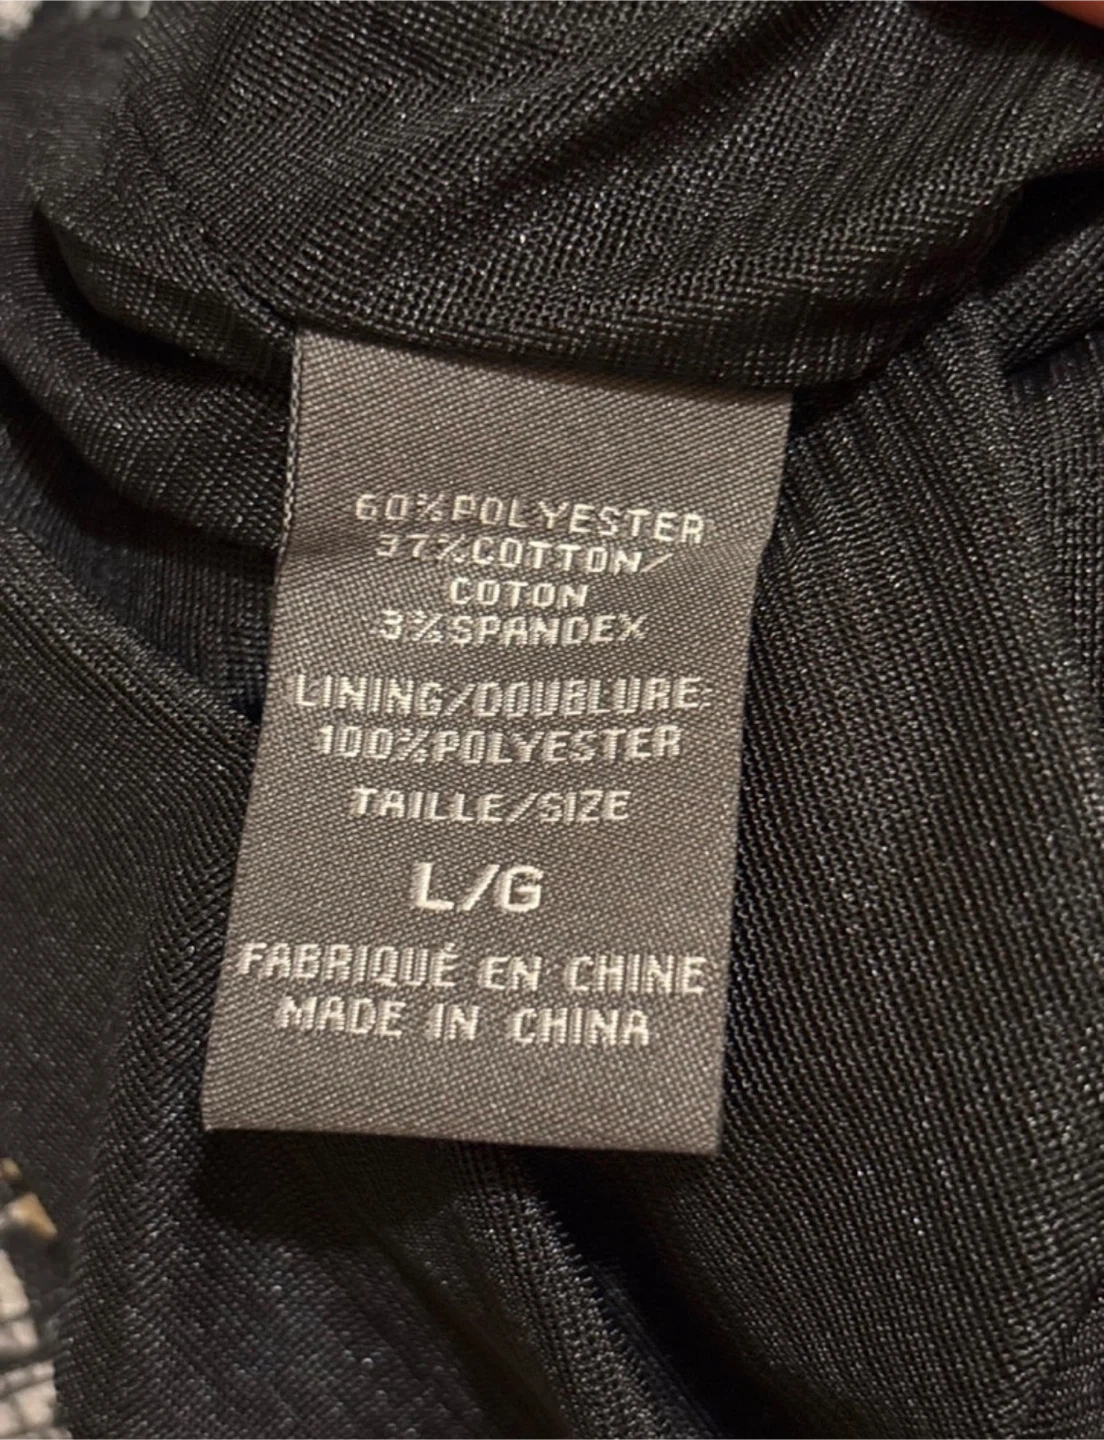 60%POLYESTER
37%COTTON/
COTON
3%SPANDEX
LINING/DOUBLURE:
100%POLYESTER
TAILLE/SIZE
L/G
FABRIQUÉ EN CHINE
MADE IN CHINA